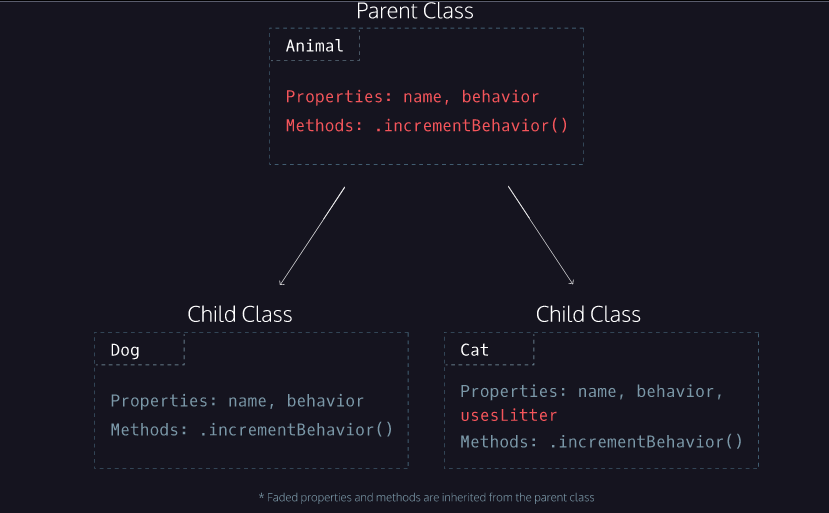 Parent Class
Animal
Properties: name, behavior
Methods: .incrementBehavior()
Child Class
Dog
Properties: name, behavior
Methods: .incrementBehavior()
Child Class
Cat
Properties: name, behavior,
usesLitter
Methods: .incrementBehavior()
* Faded properties and methods are inherited from the parent class